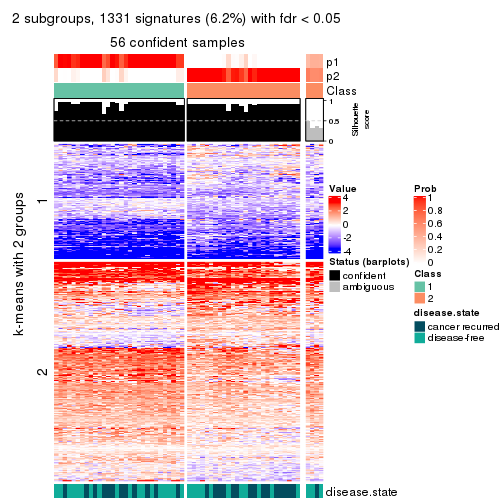 2 subgroups, 1331 signatures (6.2%) with fdr < 0.05
56 confident samples
p1
p2
Class
1
0.5
0
Silhouette
score
k-means with 2 groups
1
2
Value
4
2
0
-2
-4
Status (barplots)
confident
ambiguous
Prob
1
0.8
0.6
0.4
0.2
0
Class
1
2
disease.state
cancer recurred
disease-free
disease.state